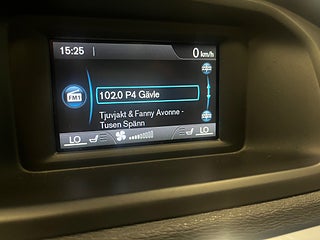 15:25 0 km/h
FM1
102.0 P4 Gävle
Tjuvjakt & Fanny Avonne -
Tusen Spänn
LO LO